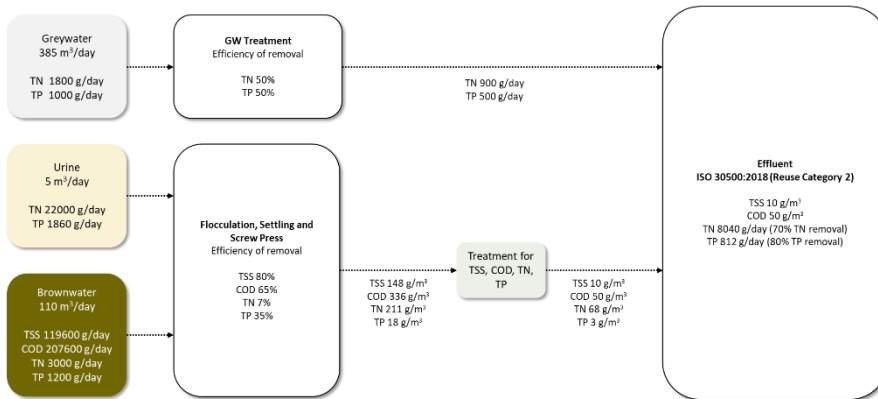 Greywater
385 m³/day
TN 1800 g/day
TP 1000 g/day
GW Treatment
Efficiency of removal
TN 50%
TP 50%
TN 900 g/day
TP 500 g/day
Urine
5 m³/day
TN 22000 g/day
TP 1860 g/day
Flocculation, Settling and
Screw Press
Efficiency of removal
TSS 80%
COD 65%
TN 7%
TP 35%
Brownwater
110 m³/day
TSS 119600 g/day
COD 207600 g/day
TN 3000 g/day
TP 1200 g/day
TSS 148 g/m³
COD 336 g/m³
TN 211 g/m³
TP 18 g/m³
Treatment for
TSS, COD, TN,
TP
TSS 10 g/m³
COD 50 g/m³
TN 68 g/m³
TP 3 g/m³
Effluent
ISO 30500:2018 (Reuse Category 2)
TSS 10 g/m³
COD 50 g/m³
TN 8040 g/day (70% TN removal)
TP 812 g/day (80% TP removal)